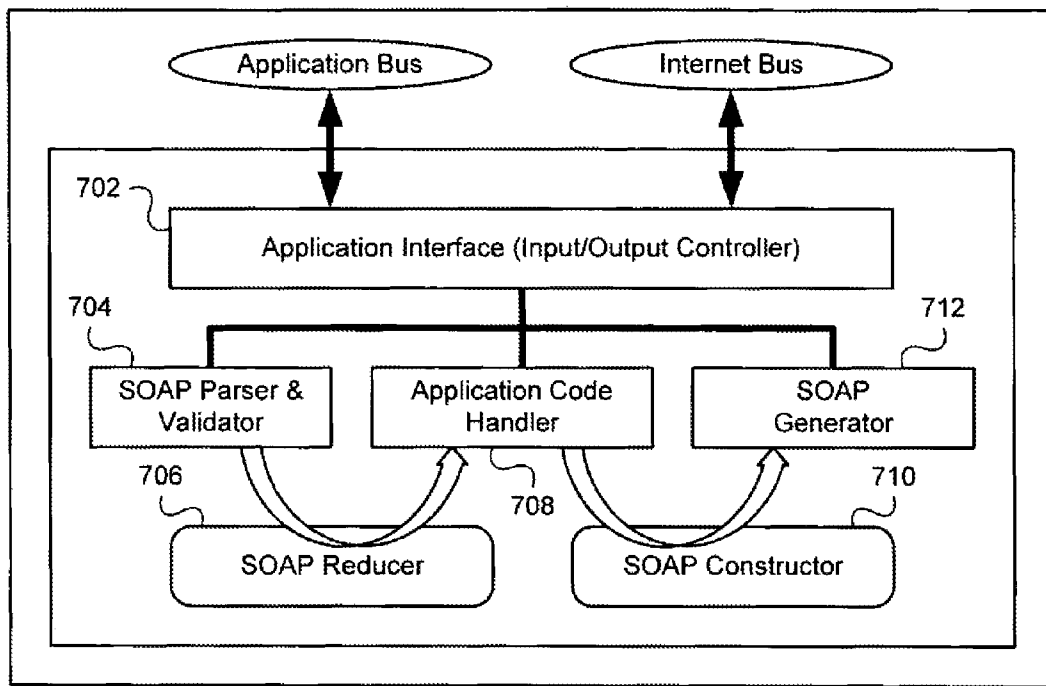 Application Bus
Internet Bus
702
Application Interface (Input/Output Controller)
704
712
SOAP Parser &
Validator
Application Code
Handler
SOAP
Generator
706
708
710
SOAP Reducer
SOAP Constructor